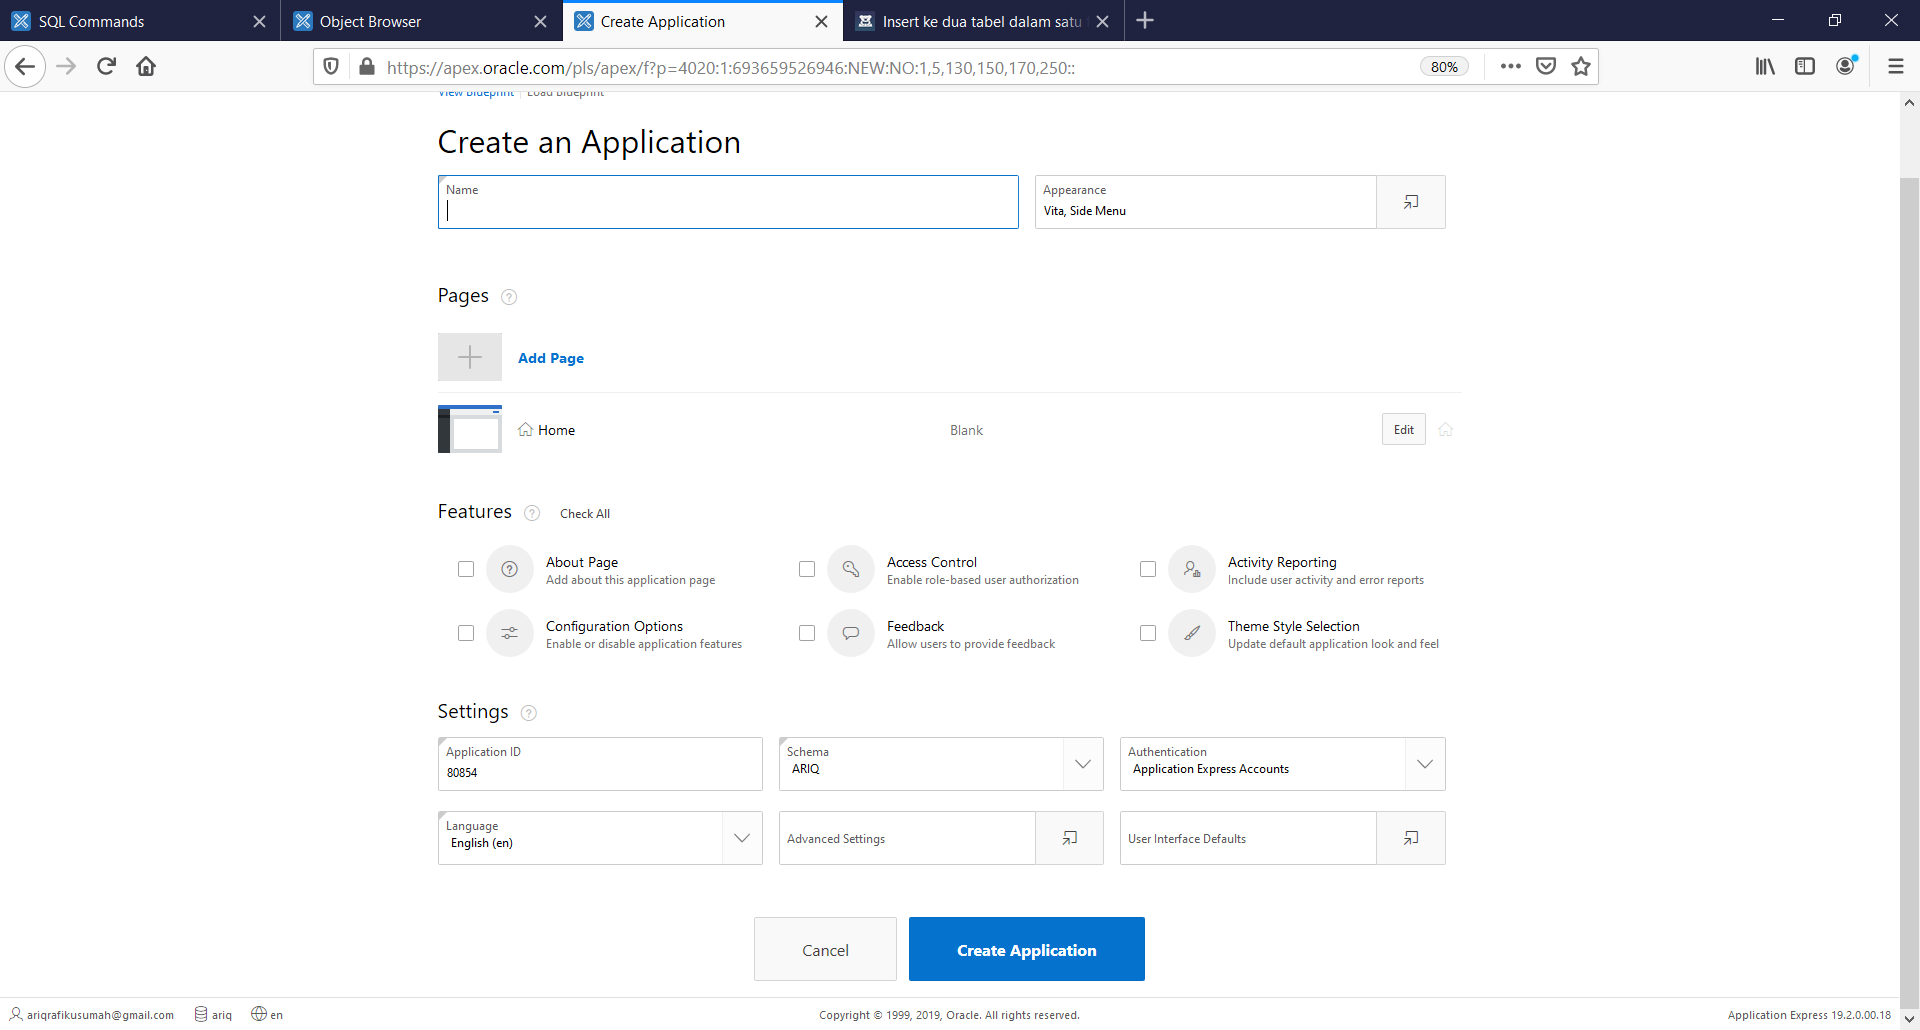 SQL Commands
Object Browser
Create Application
Insert ke dua tabel dalam satu
https://apex.oracle.com/pls/apex/f?p=4020:1:693659526946:NEW:NO:1,5,130,150,170,250::
80%
View Blueprint | Load Blueprint
Create an Application
Name
Appearance
Vita, Side Menu
Pages ?
Add Page
Home Blank Edit
Features ? Check All
About Page
Add about this application page
Access Control
Enable role-based user authorization
Activity Reporting
Include user activity and error reports
Configuration Options
Enable or disable application features
Feedback
Allow users to provide feedback
Theme Style Selection
Update default application look and feel
Settings ?
Application ID
80854
Schema
ARIQ
Authentication
Application Express Accounts
Language
English (en)
Advanced Settings
User Interface Defaults
Cancel
Create Application
ariqrafikusumah@gmail.com ariq en
Copyright © 1999, 2019, Oracle. All rights reserved.
Application Express 19.2.0.00.18